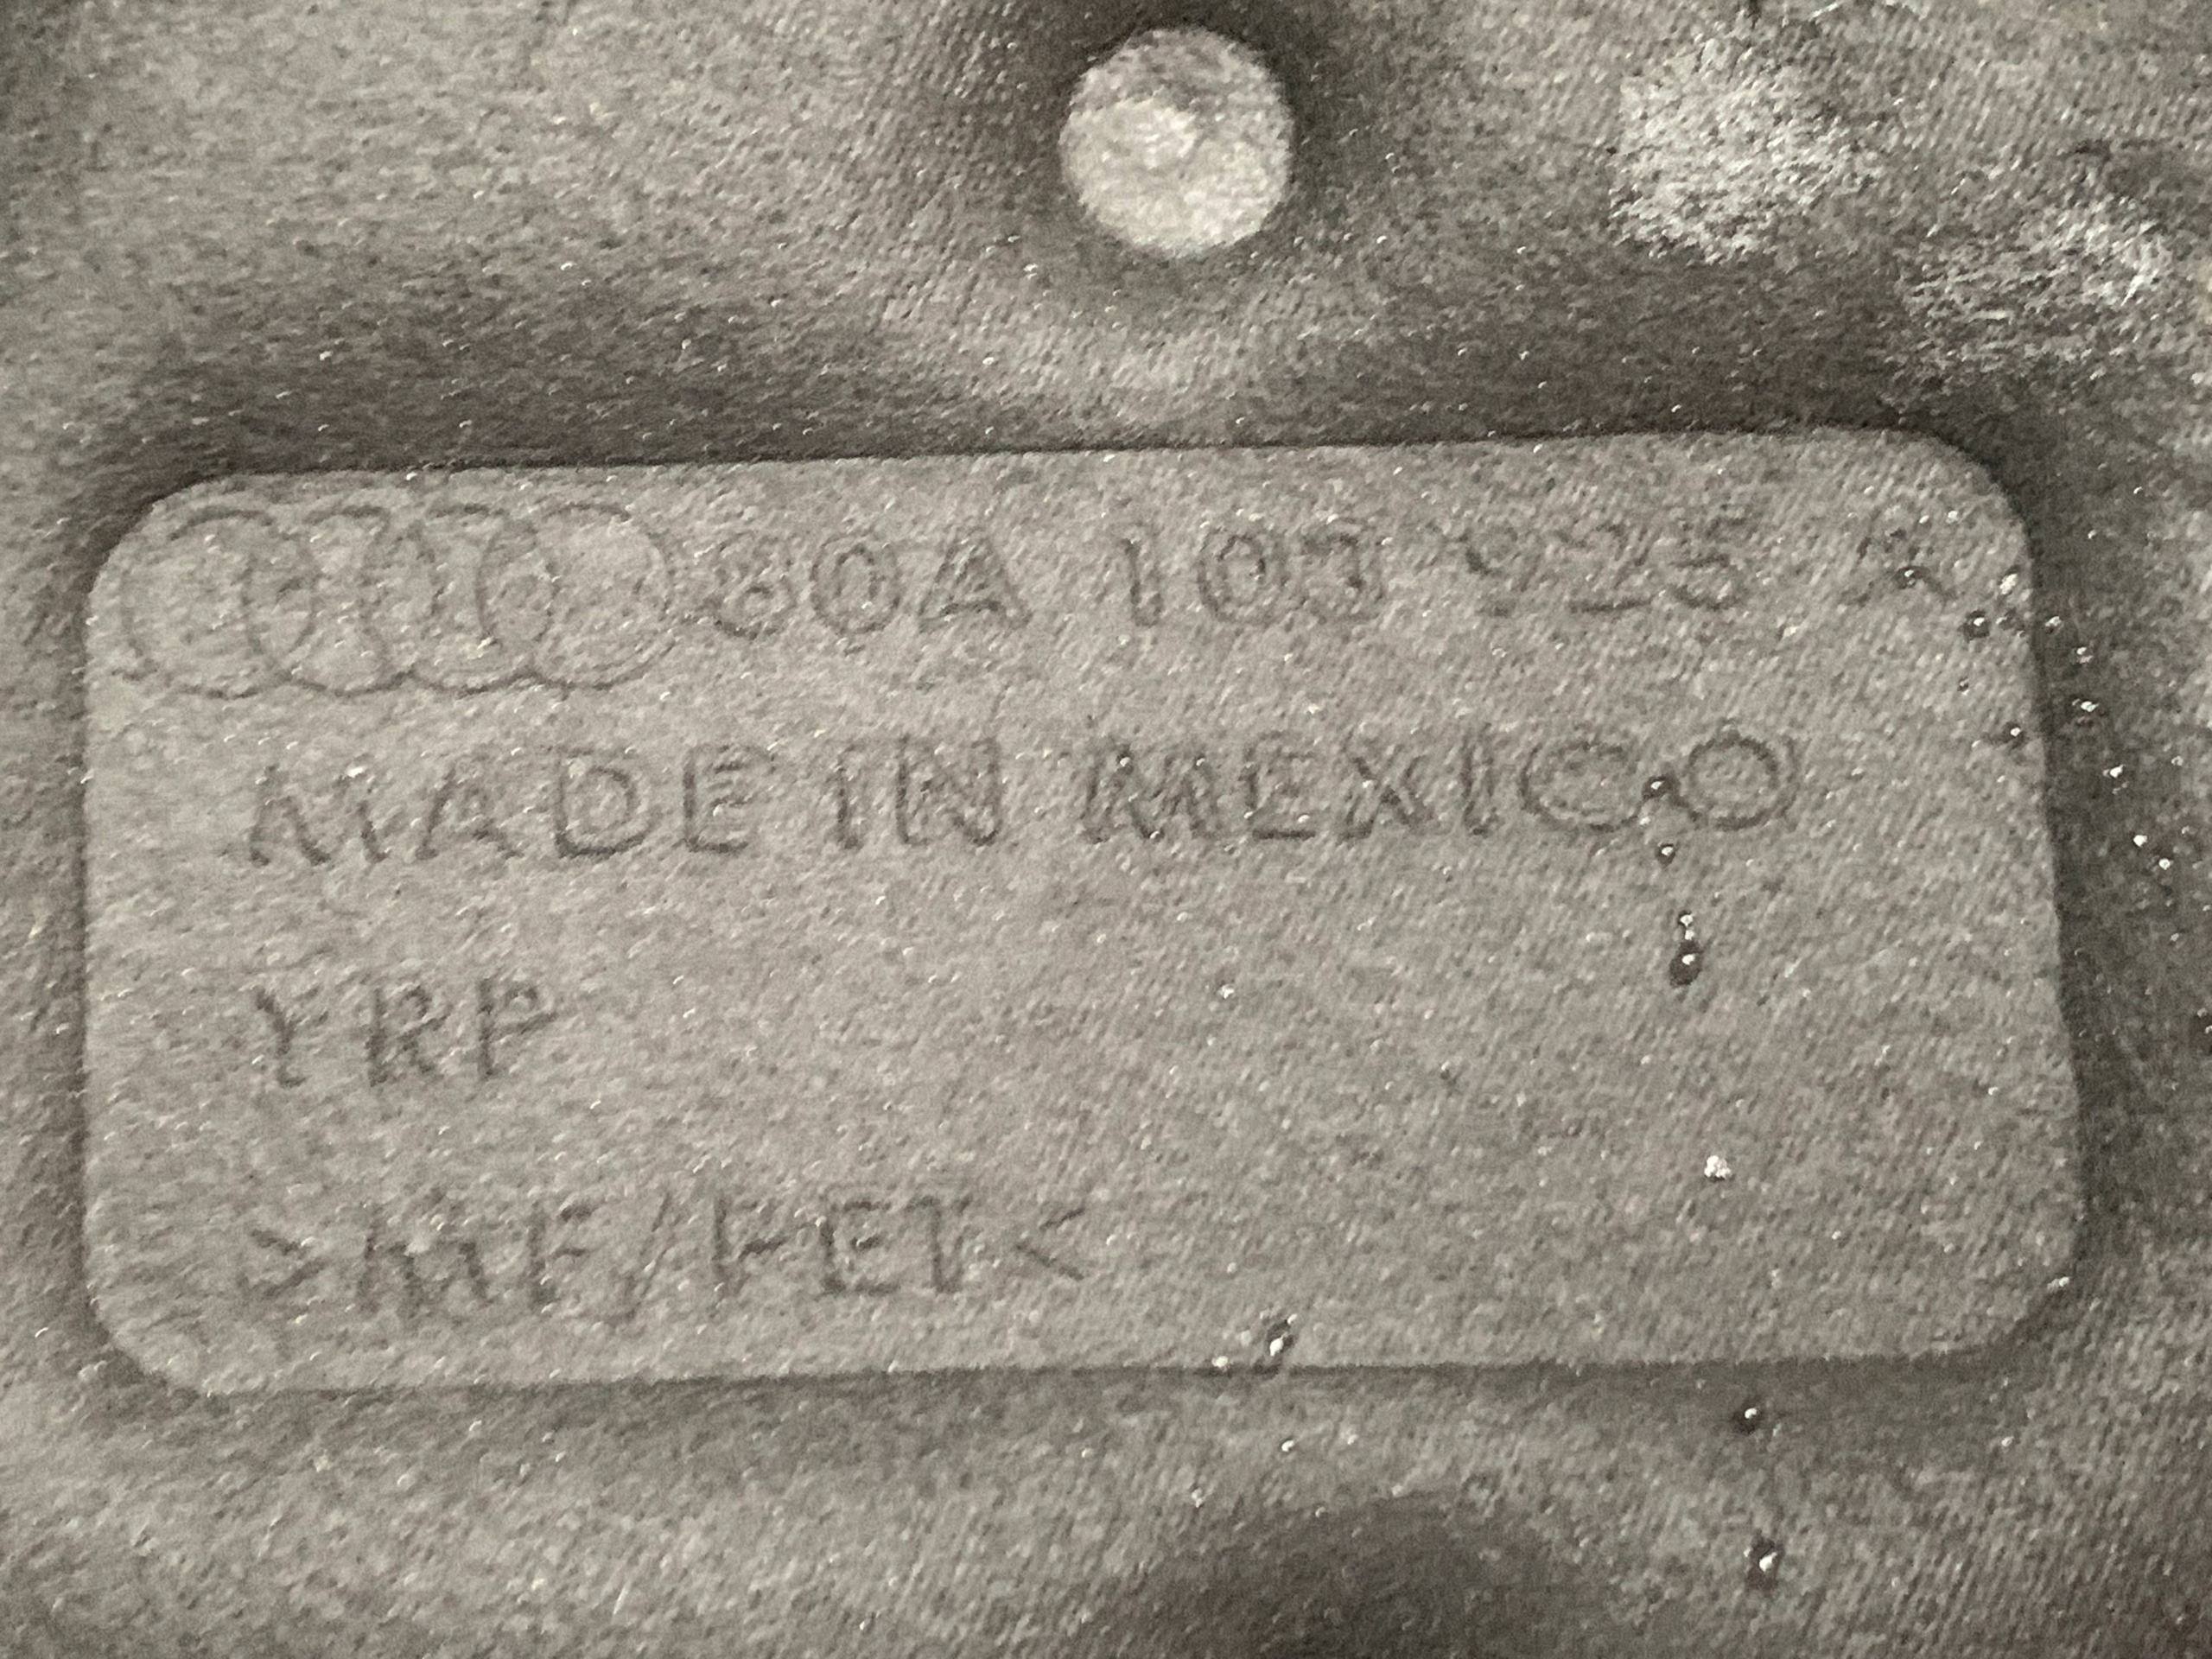 80A 103 925 A
MADE IN MEXICO
YRP
>MF/PET<